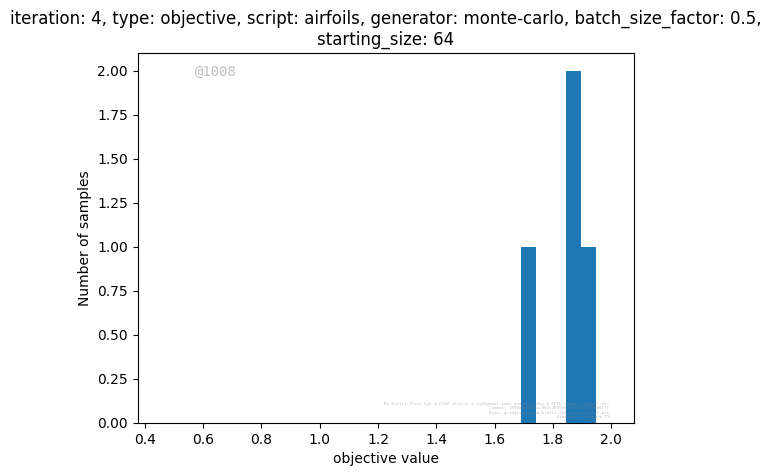 iteration: 4, type: objective, script: airfoils, generator: monte-carlo, batch_size_factor: 0.5,
starting_size: 64
@1008
2.00
1.75
1.50
1.25
1.00
0.75
0.50
0.25
0.00
Number of samples
0.4 0.6 0.8 1.0 1.2 1.4 1.6 1.8 2.0
objective value